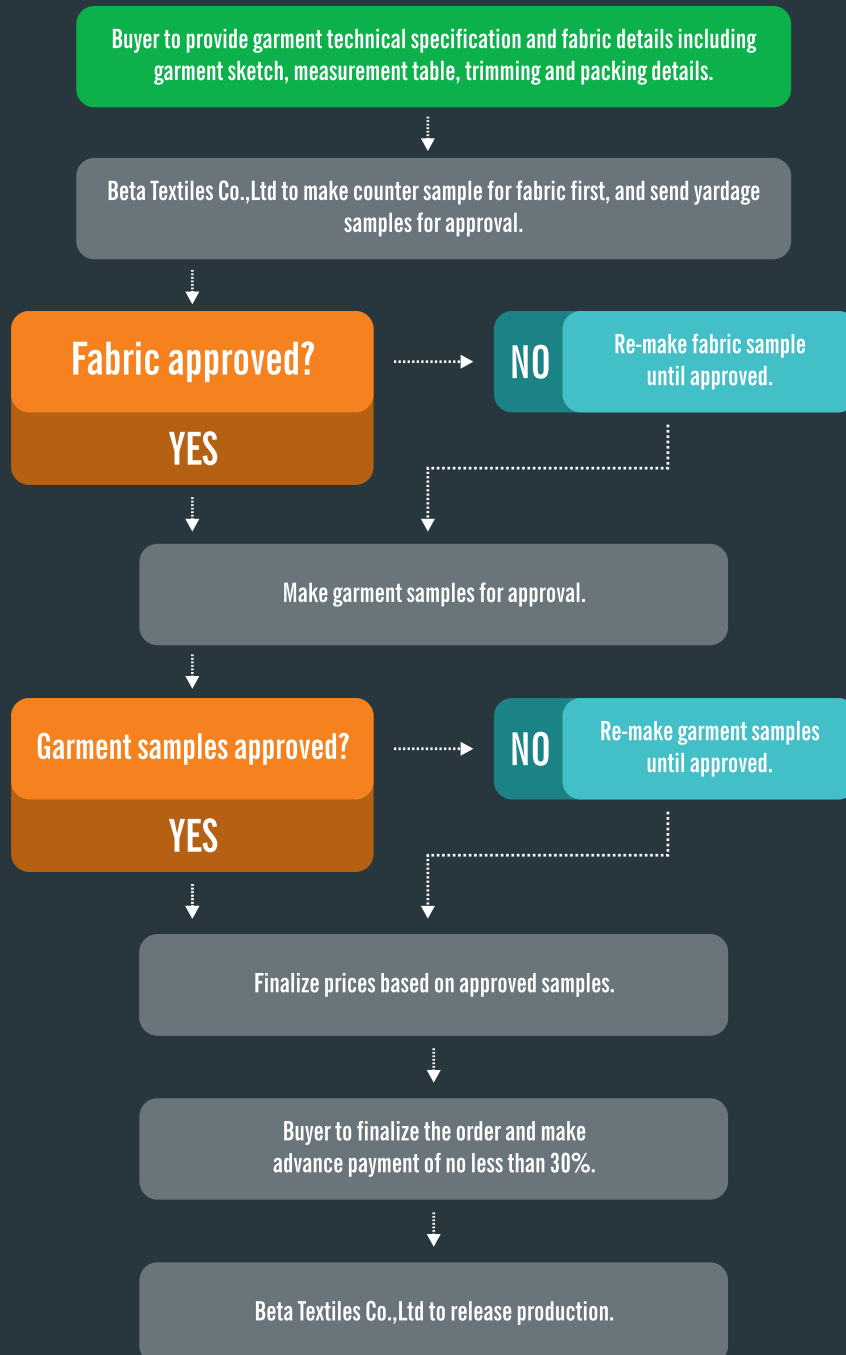 Buyer to provide garment technical specification and fabric details including
garment sketch, measurement table, trimming and packing details.
Beta Textiles Co.,Ltd to make counter sample for fabric first, and send yardage
samples for approval.
Fabric approved?
YES
NO
Re-make fabric sample
until approved.
Make garment samples for approval.
Garment samples approved?
YES
NO
Re-make garment samples
until approved.
Finalize prices based on approved samples.
Buyer to finalize the order and make
advance payment of no less than 30%.
Beta Textiles Co.,Ltd to release production.